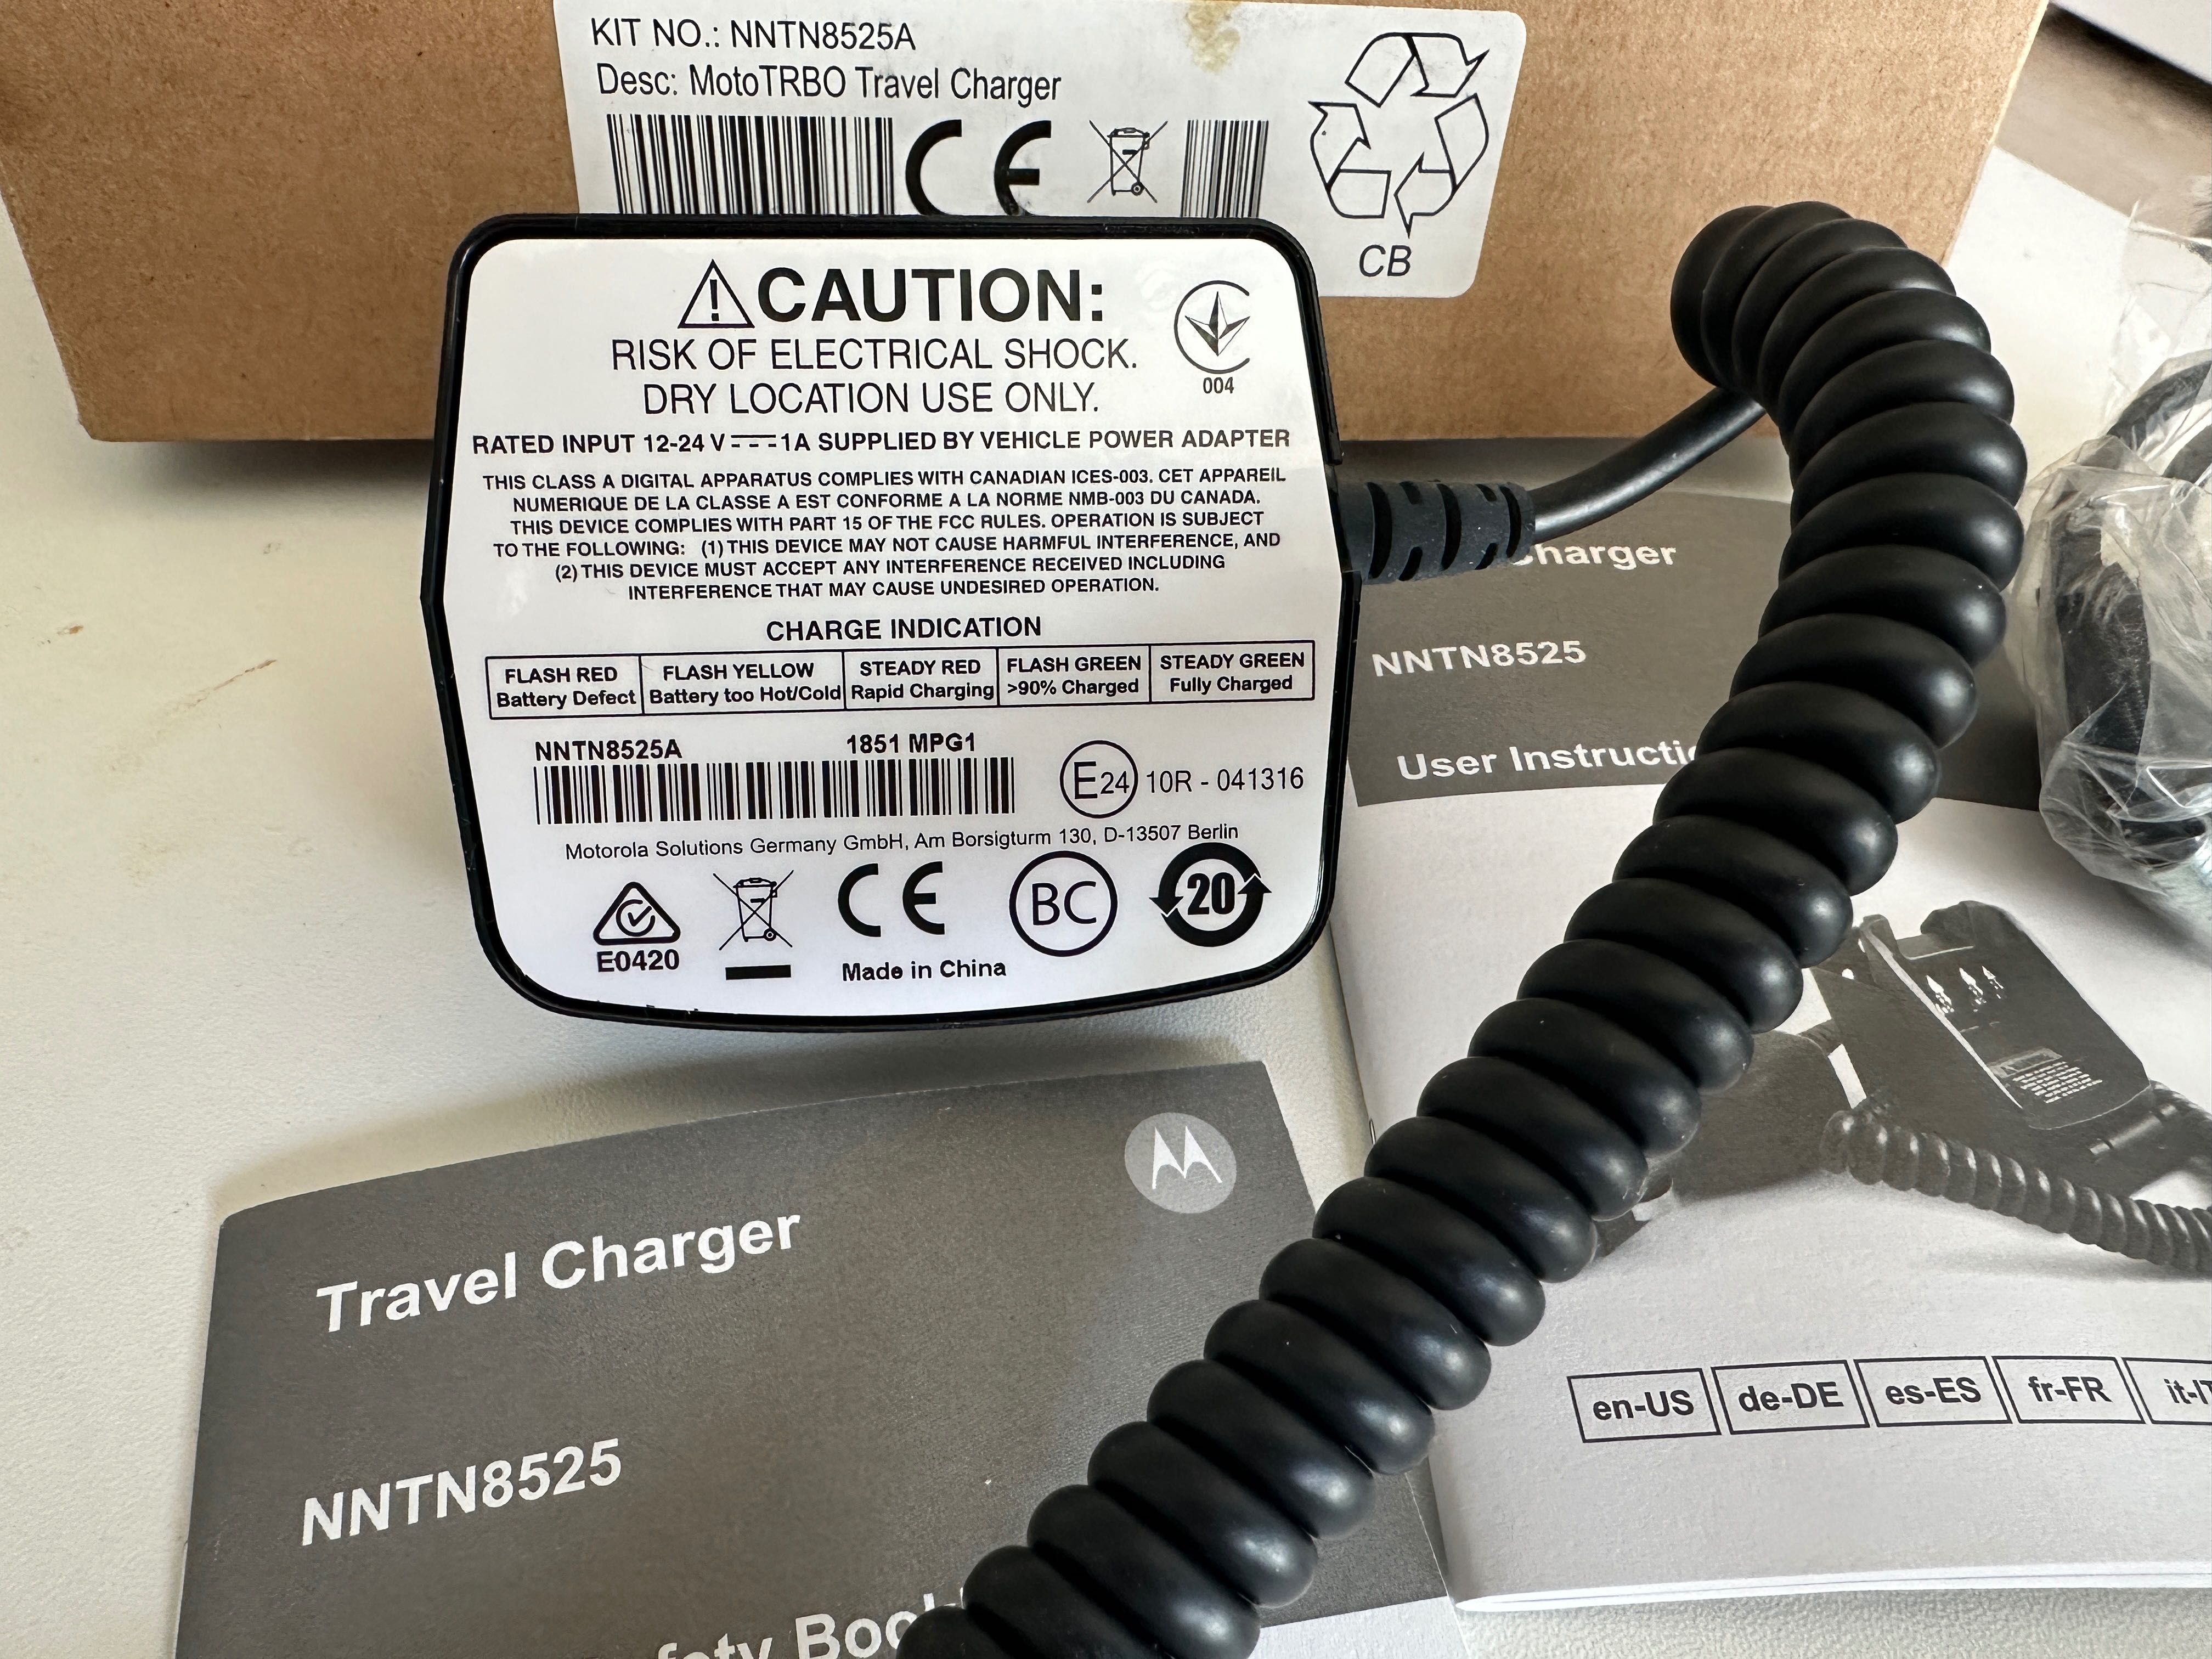 KIT NO.: NNTN8525A
Desc: MotoTRBO Travel Charger
CE
CB
CAUTION:
RISK OF ELECTRICAL SHOCK.
DRY LOCATION USE ONLY.
004
RATED INPUT 12-24 V 1A SUPPLIED BY VEHICLE POWER ADAPTER
THIS CLASS A DIGITAL APPARATUS COMPLIES WITH CANADIAN ICES-003. CET APPAREIL
NUMERIQUE DE LA CLASSE A EST CONFORME A LA NORME NMB-003 DU CANADA.
THIS DEVICE COMPLIES WITH PART 15 OF THE FCC RULES. OPERATION IS SUBJECT
TO THE FOLLOWING: (1) THIS DEVICE MAY NOT CAUSE HARMFUL INTERFERENCE, AND
(2) THIS DEVICE MUST ACCEPT ANY INTERFERENCE RECEIVED INCLUDING
INTERFERENCE THAT MAY CAUSE UNDESIRED OPERATION.
CHARGE INDICATION
FLASH RED FLASH YELLOW STEADY RED FLASH GREEN STEADY GREEN
Battery Defect Battery too Hot/Cold Rapid Charging >90% Charged Fully Charged
NNTN8525A 1851 MPG1
E24 10R - 041316
Motorola Solutions Germany GmbH, Am Borsigturm 130, D-13507 Berlin
CE BC 20
E0420 Made in China
Charger
NNTN8525
User
en-US de-DE es-ES fr-FR
Travel Charger
NNTN8525